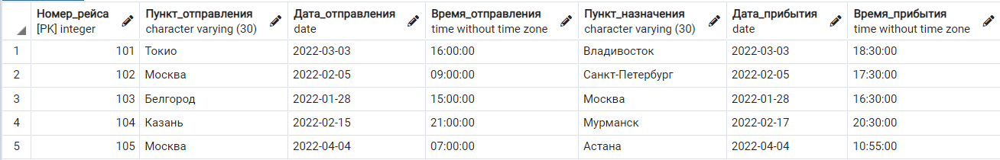 Номер_рейса Пункт_отправления Дата_отправления Время_отправления Пункт_назначения Дата_прибытия Время_прибытия
[PK] integer character varying (30) date time without time zone character varying (30) date time without time zone
1 101 Токио 2022-03-03 16:00:00 Владивосток 2022-03-03 18:30:00
2 102 Москва 2022-02-05 09:00:00 Санкт-Петербург 2022-02-05 17:30:00
3 103 Белгород 2022-01-28 15:00:00 Москва 2022-01-28 16:30:00
4 104 Казань 2022-02-15 21:00:00 Мурманск 2022-02-17 20:30:00
5 105 Москва 2022-04-04 07:00:00 Астана 2022-04-04 10:55:00